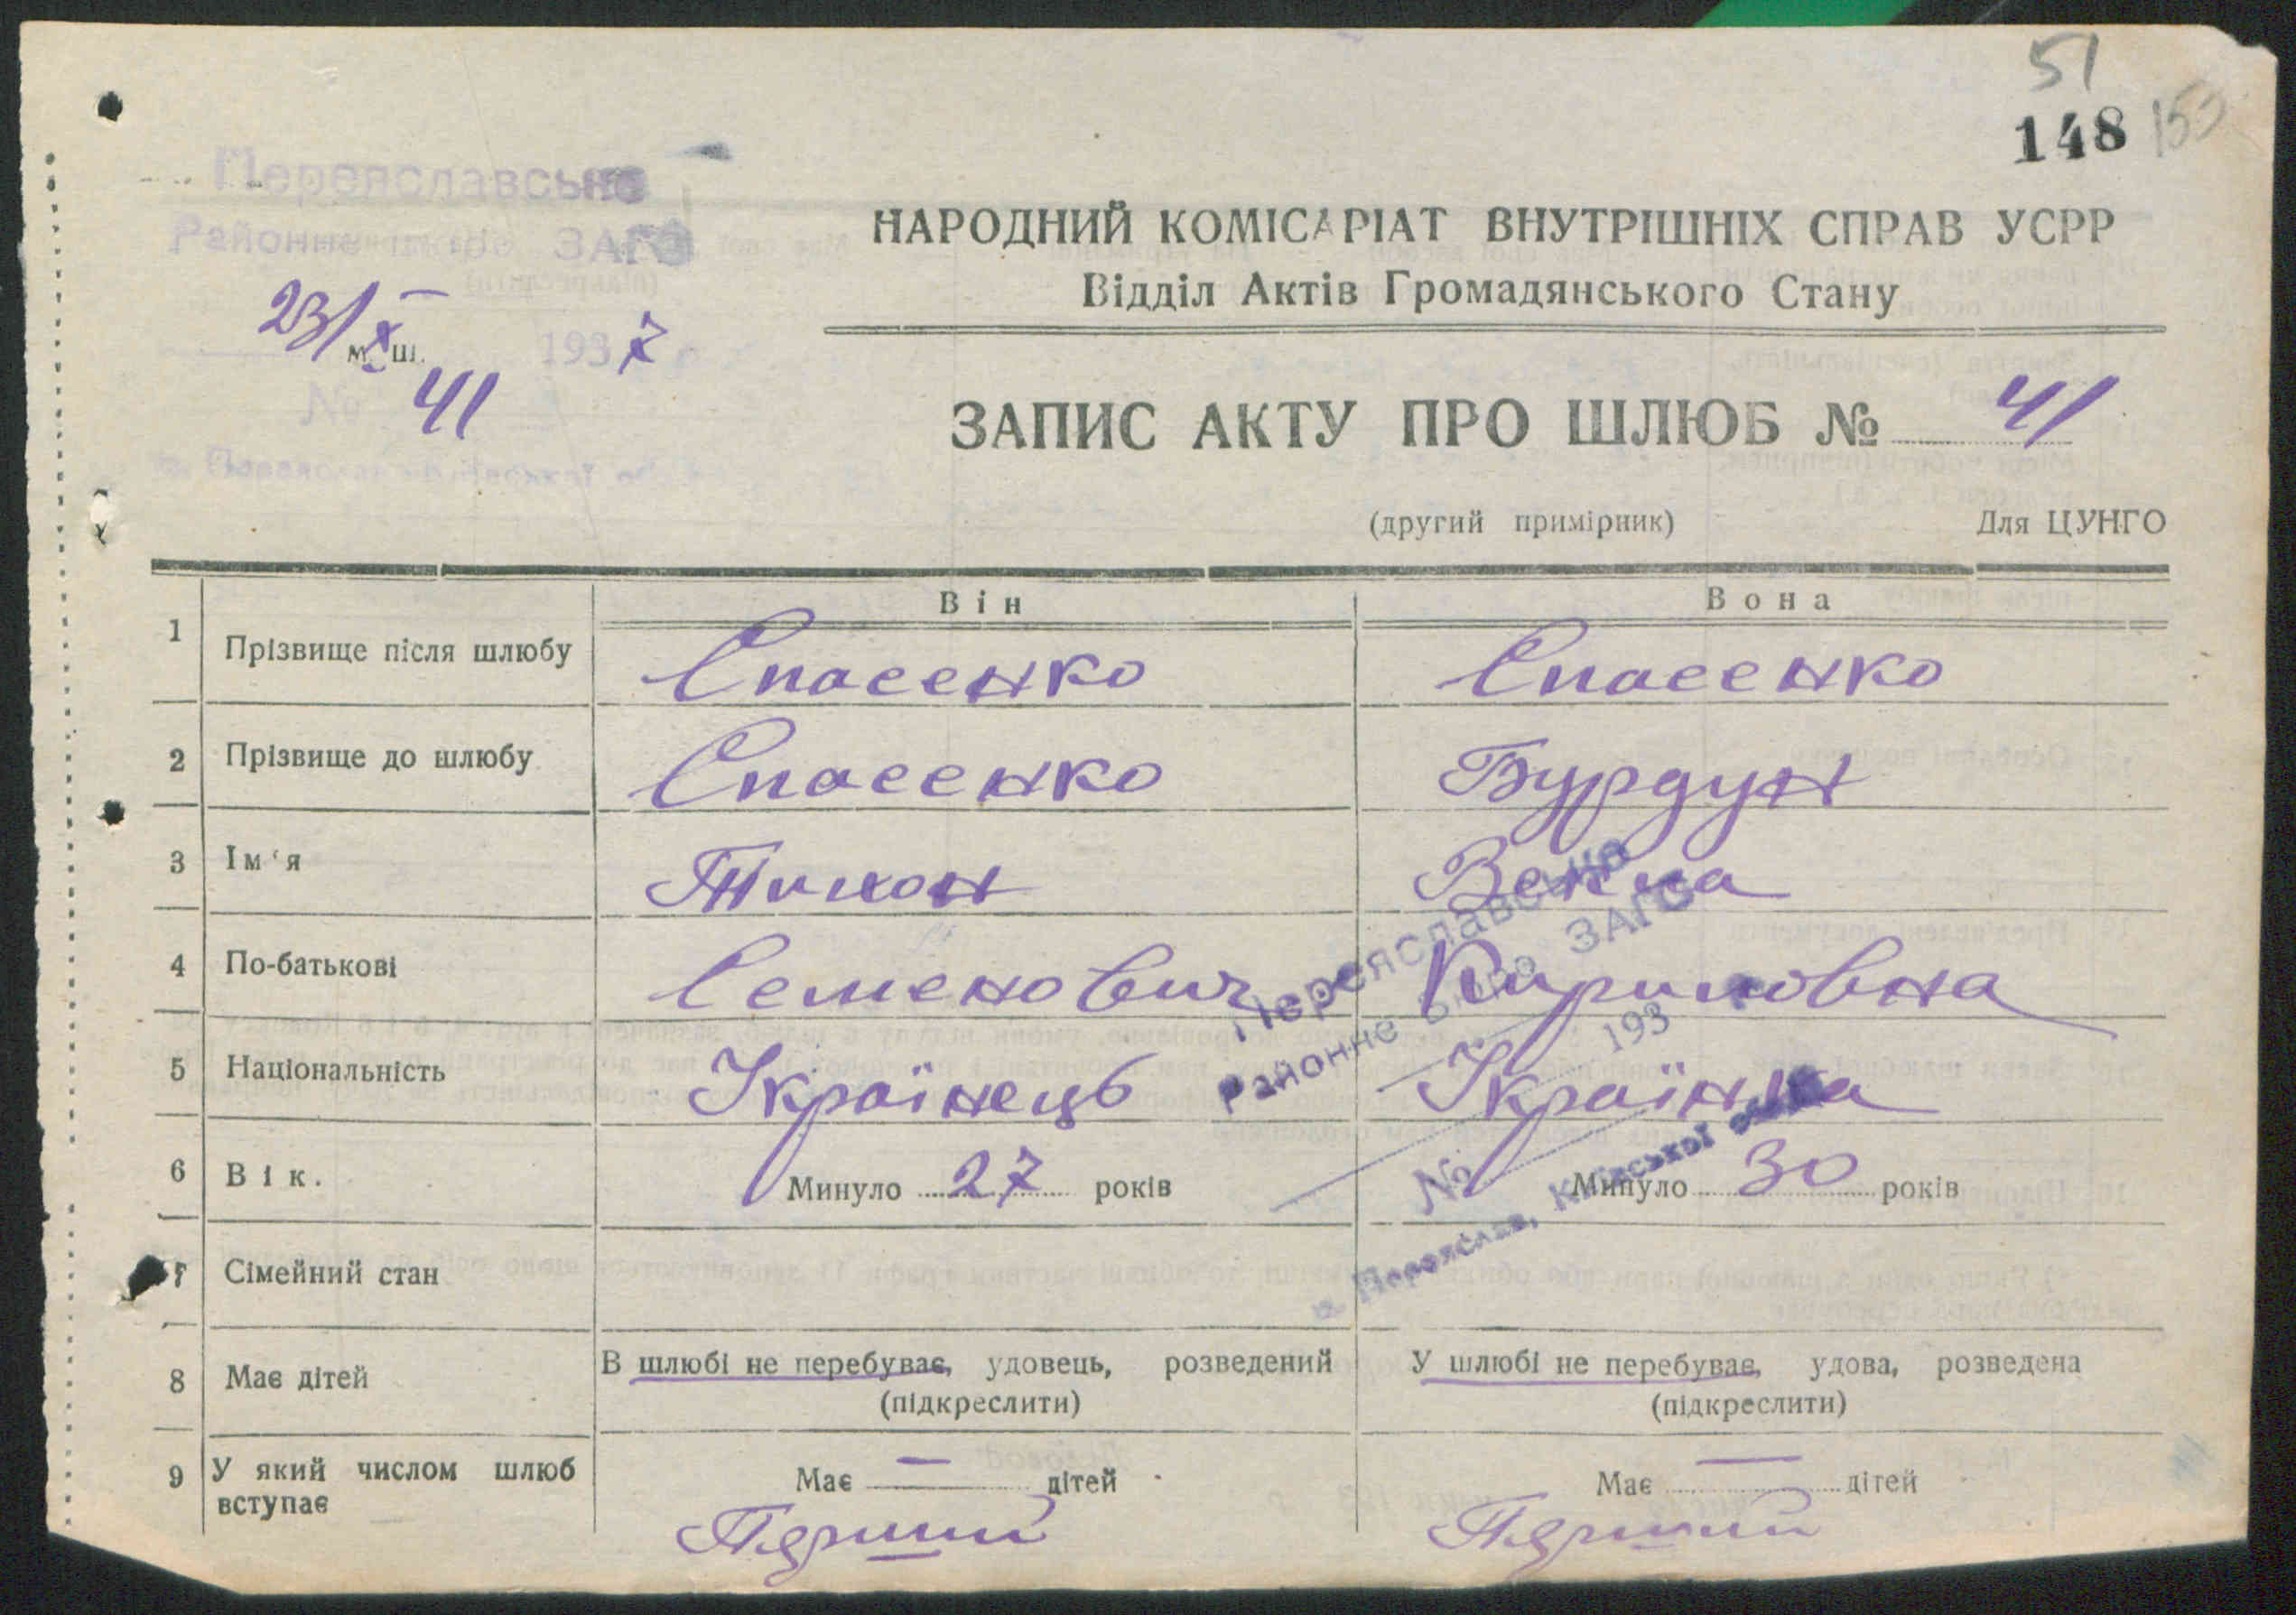 51
148 153
Переяславське
Районне бюро ЗАГС
23/X 1937 р.
м. ш.
№ 41
НАРОДНИЙ КОМІСАРІАТ ВНУТРІШНІХ СПРАВ УСРР
Відділ Актів Громадянського Стану
ЗАПИС АКТУ ПРО ШЛЮБ № 41
(другий примірник) Для ЦУНГО
Він Вона
1 Прізвище після шлюбу Спасенко Спасенко
2 Прізвище до шлюбу Спасенко Бурдун
3 Ім‘я Тихон Векла
4 По-батькові Семенович Кириловна
5 Національність Українець Українка
6 Вік. Минуло 27 років Минуло 30 років
Переяславське
Районне бюро ЗАГС
193
№
м. Переяслав, Київської
7 Сімейний стан
8 Має дітей В шлюбі не перебуває, удовець, розведений У шлюбі не перебуває, удова, розведена
(підкреслити) (підкреслити)
9 У який числом шлюб вступає Має — дітей Має — дітей
Перший Перший